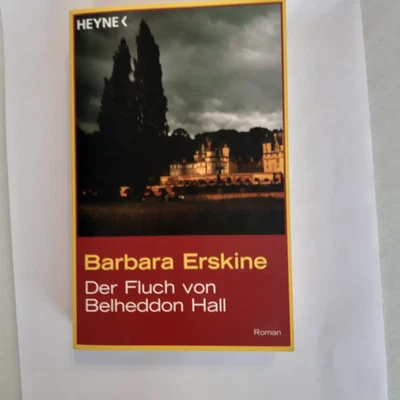 HEYNE
Barbara Erskine
Der Fluch von
Belheddon Hall
Roman